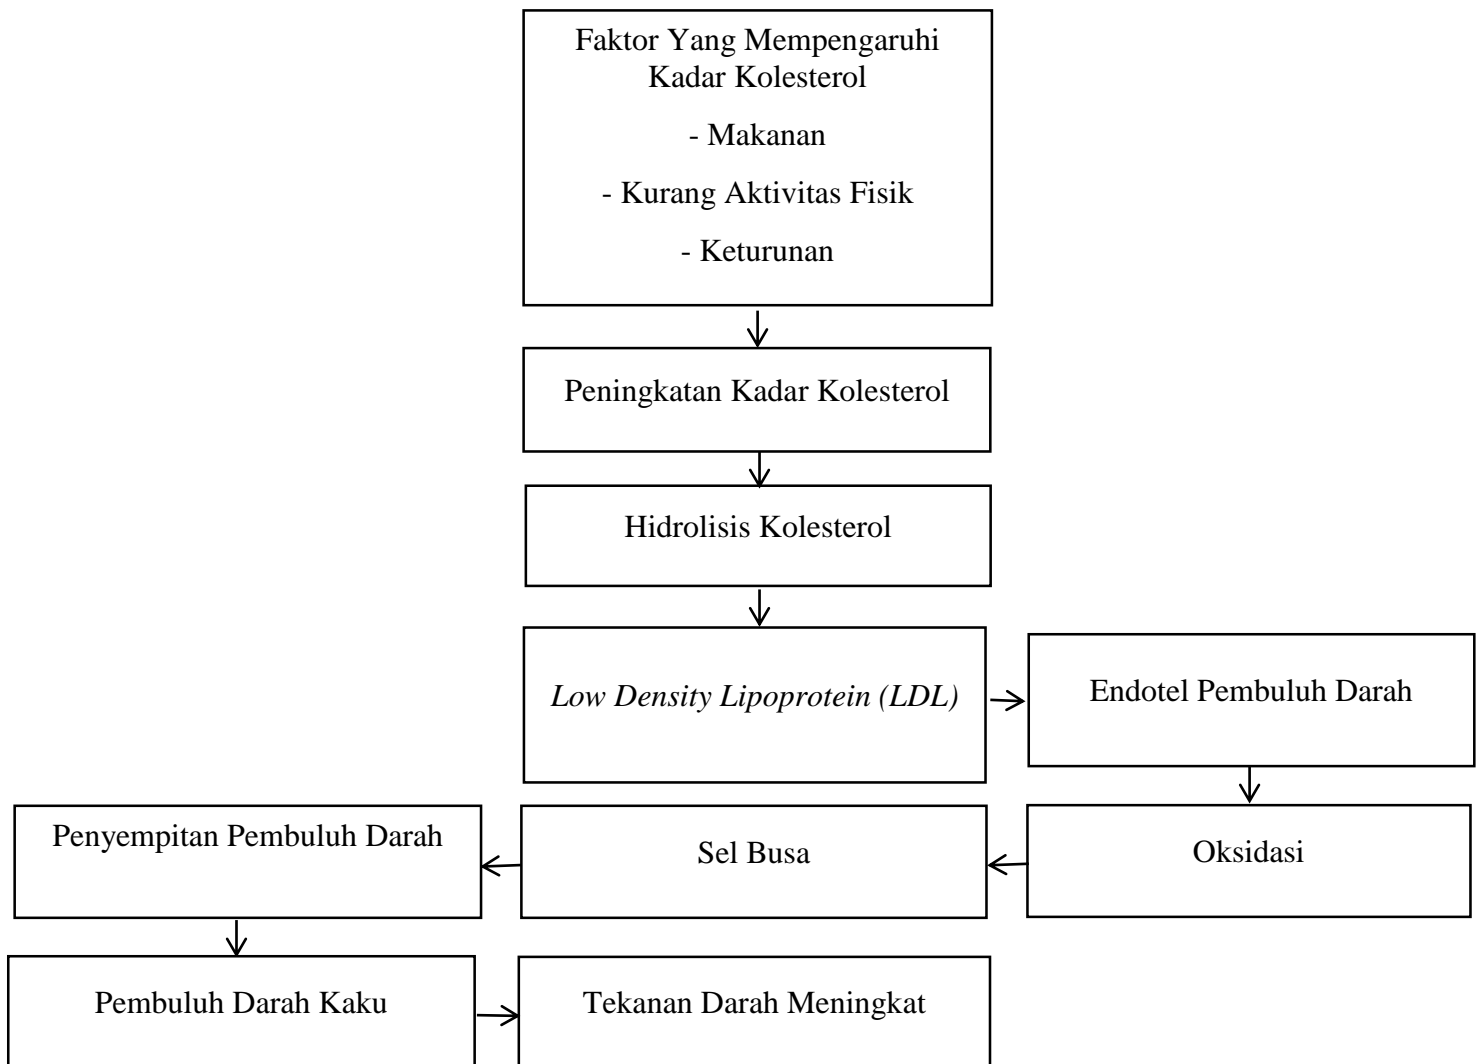 Faktor Yang Mempengaruhi
Kadar Kolesterol
- Makanan
- Kurang Aktivitas Fisik
- Keturunan
Peningkatan Kadar Kolesterol
Hidrolisis Kolesterol
Low Density Lipoprotein (LDL)
Endotel Pembuluh Darah
Oksidasi
Sel Busa
Penyempitan Pembuluh Darah
Pembuluh Darah Kaku
Tekanan Darah Meningkat